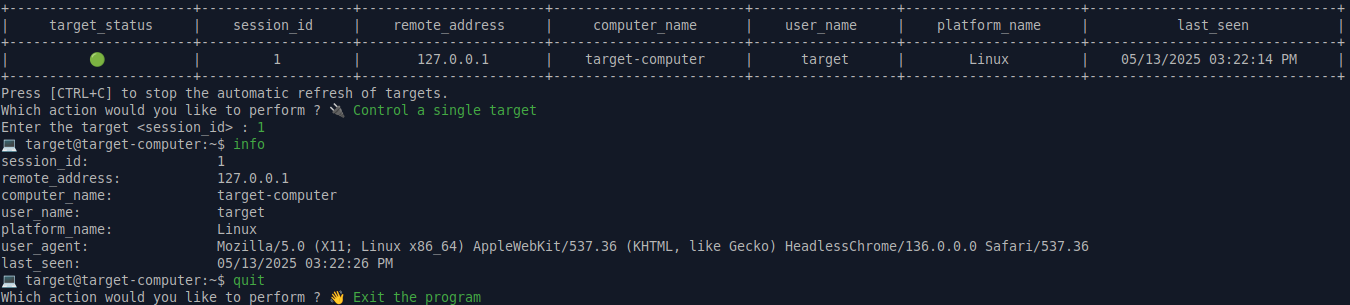 +-----------------------+-------------------+-----------------------+------------------------+------------------+----------------------+-------------------------------+
| target_status | session_id | remote_address | computer_name | user_name | platform_name | last_seen |
+-----------------------+-------------------+-----------------------+------------------------+------------------+----------------------+-------------------------------+
| 🟢 | 1 | 127.0.0.1 | target-computer | target | Linux | 05/13/2025 03:22:14 PM |
+-----------------------+-------------------+-----------------------+------------------------+------------------+----------------------+-------------------------------+
Press [CTRL+C] to stop the automatic refresh of targets.
Which action would you like to perform ? 🔌 Control a single target
Enter the target <session_id> : 1
💻 target@target-computer:~$ info
session_id: 1
remote_address: 127.0.0.1
computer_name: target-computer
user_name: target
platform_name: Linux
user_agent: Mozilla/5.0 (X11; Linux x86_64) AppleWebKit/537.36 (KHTML, like Gecko) HeadlessChrome/136.0.0.0 Safari/537.36
last_seen: 05/13/2025 03:22:26 PM
💻 target@target-computer:~$ quit
Which action would you like to perform ? 👋 Exit the program